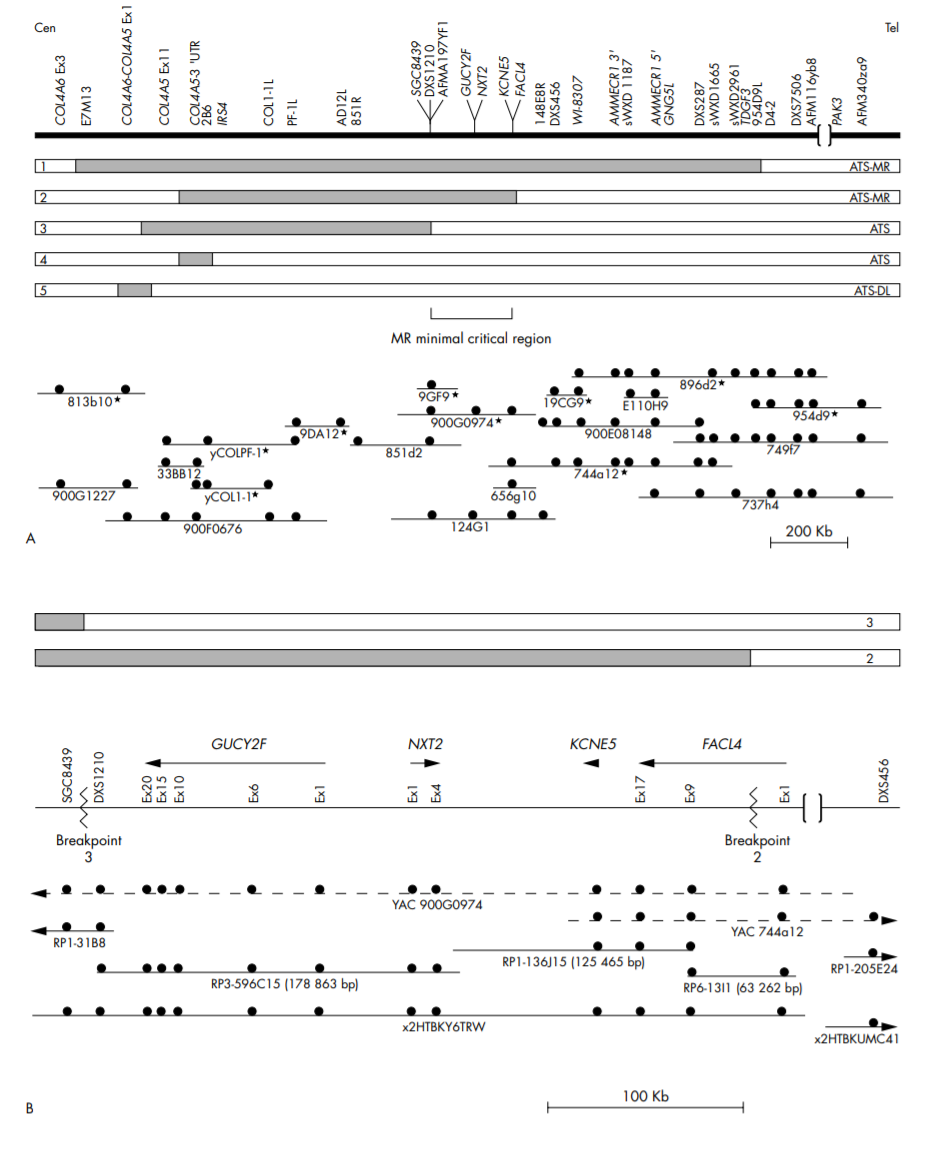 Cen
Tel
COL4A6 Ex3
E7M13
COL4A6-COL4A5 Ex1
COL4A5 Ex11
COL4A5-3 'UTR
2B6
IRS4
COL1-1L
PF-1L
AD12L
851R
SGC8439
DXS1210
AFMA197YF1
GUCY2F
NXT2
KCNE5
FACL4
148EBR
DXS456
WI-8307
AMMECR1 3'
sWXD 1187
AMMECR1 5'
GNG5L
DXS287
sWXD1665
sWXD2961
TDGF3
954D9L
D4-2
DXS7506
AFM116yb8
PAK3
AFM340za9
1 ATS-MR
2 ATS-MR
3 ATS
4 ATS
5 ATS-DL
MR minimal critical region
813b10★
9GF9★
19CG9★
E110H9
896d2★
900G0974★
954d9★
9DA12★
900E08148
yCOLPF-1★
851d2
749f7
33BB12
744a12★
900G1227
yCOL1-1★
656g10
737h4
900F0676
124G1
A
200 Kb
3
2
GUCY2F
NXT2
KCNE5
FACL4
SGC8439
DXS1210
Ex20
Ex15
Ex10
Ex6
Ex1
Ex1
Ex4
Ex17
Ex9
Ex1
DXS456
Breakpoint
3
Breakpoint
2
YAC 900G0974
YAC 744a12
RP1-31B8
RP1-136J15 (125 465 bp)
RP1-205E24
RP3-596C15 (178 863 bp)
RP6-13I1 (63 262 bp)
x2HTBKY6TRW
x2HTBKUMC41
100 Kb
B